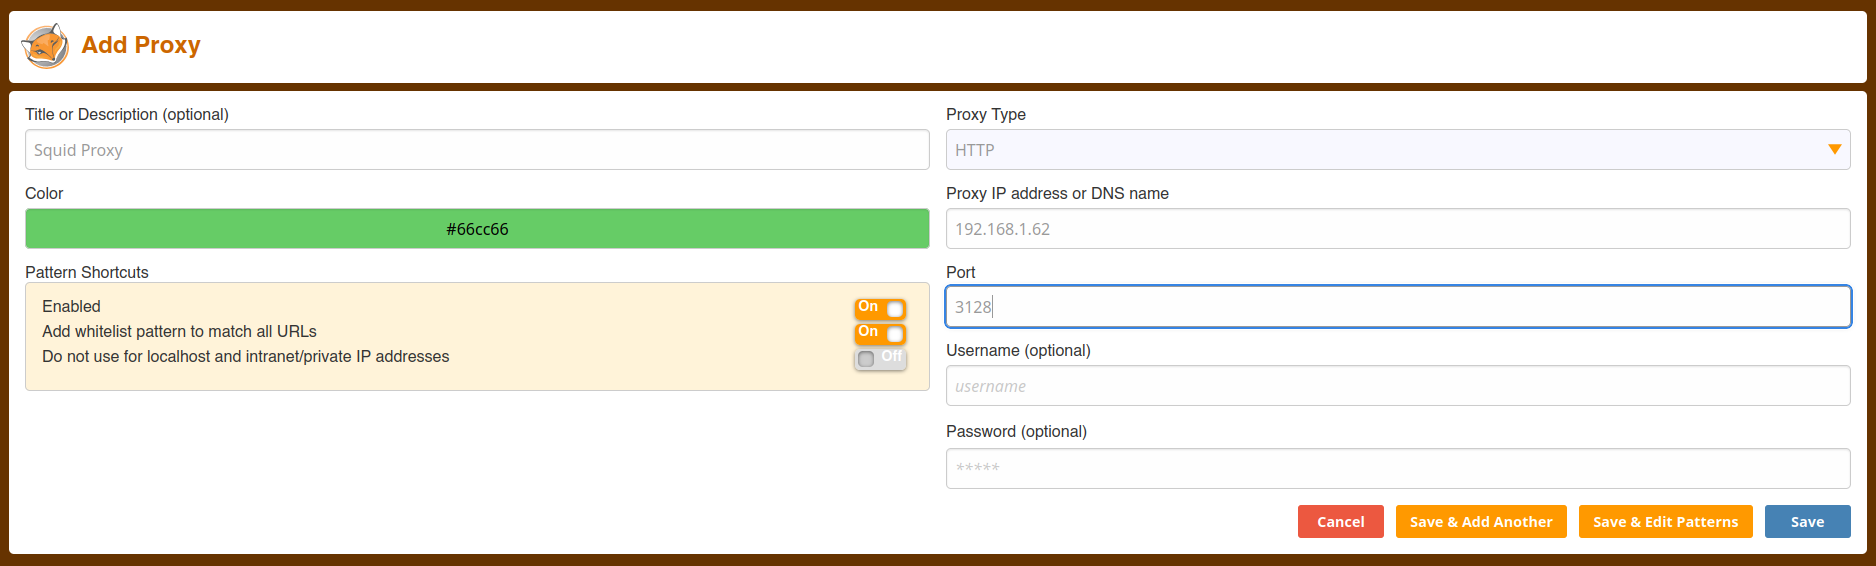 Add Proxy
Title or Description (optional)
Squid Proxy
Color
#66cc66
Pattern Shortcuts
Enabled
On
Add whitelist pattern to match all URLs
On
Do not use for localhost and intranet/private IP addresses
Off
Proxy Type
HTTP
Proxy IP address or DNS name
192.168.1.62
Port
3128
Username (optional)
username
Password (optional)
*****
Cancel
Save & Add Another
Save & Edit Patterns
Save